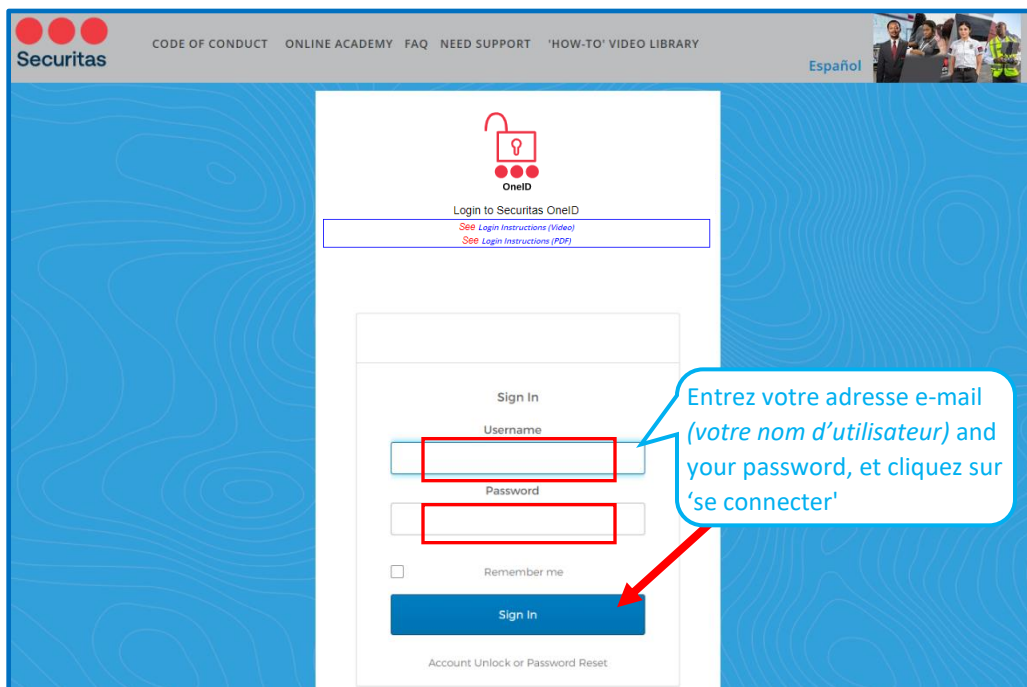 Securitas
CODE OF CONDUCT ONLINE ACADEMY FAQ NEED SUPPORT 'HOW-TO' VIDEO LIBRARY
Español
OneID
Login to Securitas OneID
See Login Instructions (Video)
See Login Instructions (PDF)
Sign In
Username
Password
Entrez votre adresse e-mail
(votre nom d’utilisateur) and
your password, et cliquez sur
‘se connecter'
Remember me
Sign In
Account Unlock or Password Reset